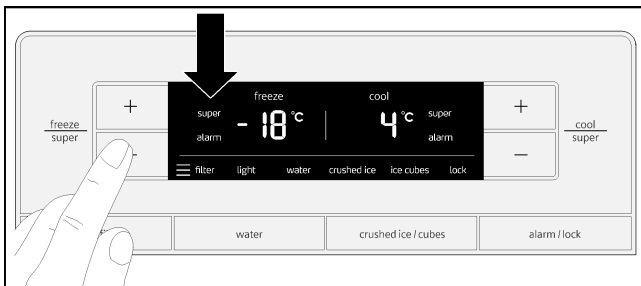 freeze
super
+
-
freeze
cool
super
alarm
- 18 °C
4 °C
super
alarm
filter light water crushed ice ice cubes lock
+
-
cool
super
water
crushed ice / cubes
alarm / lock